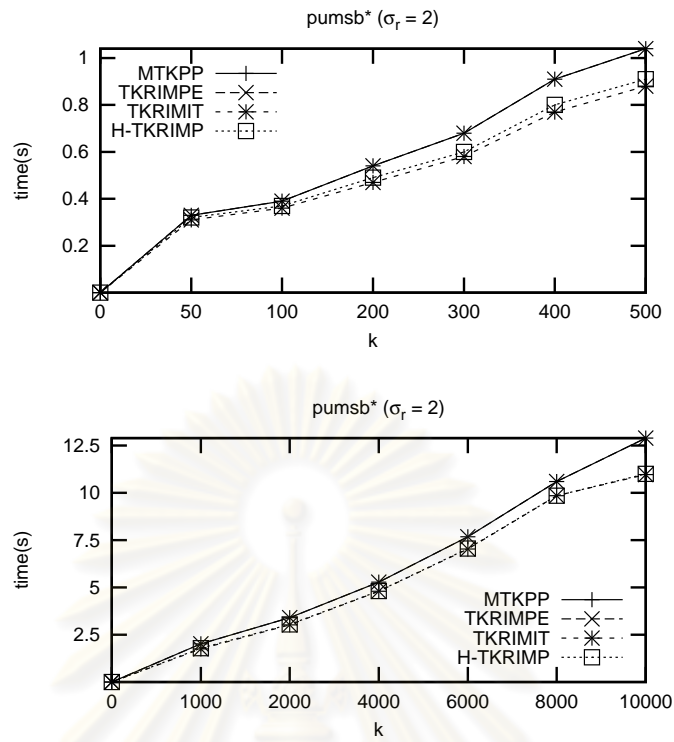 pumsb* (σr = 2)
1
0.8
0.6
0.4
0.2
time(s)
MTKPP
TKRIMPE
TKRIMIT
H-TKRIMP
0 50 100 200 300 400 500
k
pumsb* (σr = 2)
12.5
10
7.5
5
2.5
time(s)
MTKPP
TKRIMPE
TKRIMIT
H-TKRIMP
0 1000 2000 4000 6000 8000 10000
k